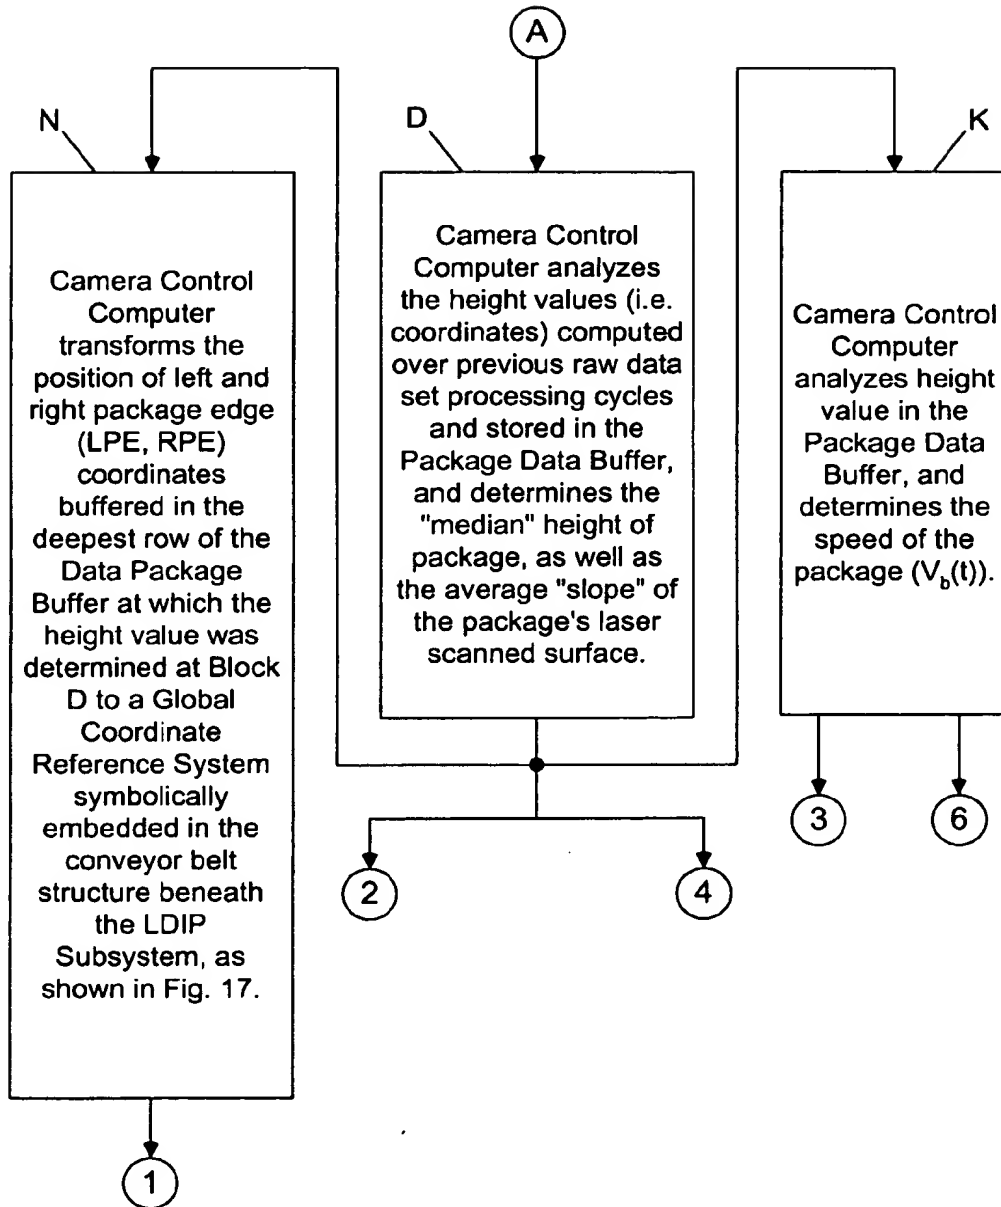 A
N
D
K
Camera Control
Computer
transforms the
position of left and
right package edge
(LPE, RPE)
coordinates
buffered in the
deepest row of the
Data Package
Buffer at which the
height value was
determined at Block
D to a Global
Coordinate
Reference System
symbolically
embedded in the
conveyor belt
structure beneath
the LDIP
Subsystem, as
shown in Fig. 17.
Camera Control
Computer analyzes
the height values (i.e.
coordinates) computed
over previous raw data
set processing cycles
and stored in the
Package Data Buffer,
and determines the
"median" height of
package, as well as
the average "slope" of
the package's laser
scanned surface.
Camera Control
Computer
analyzes height
value in the
Package Data
Buffer, and
determines the
speed of the
package (V_b(t)).
3
6
2
4
1